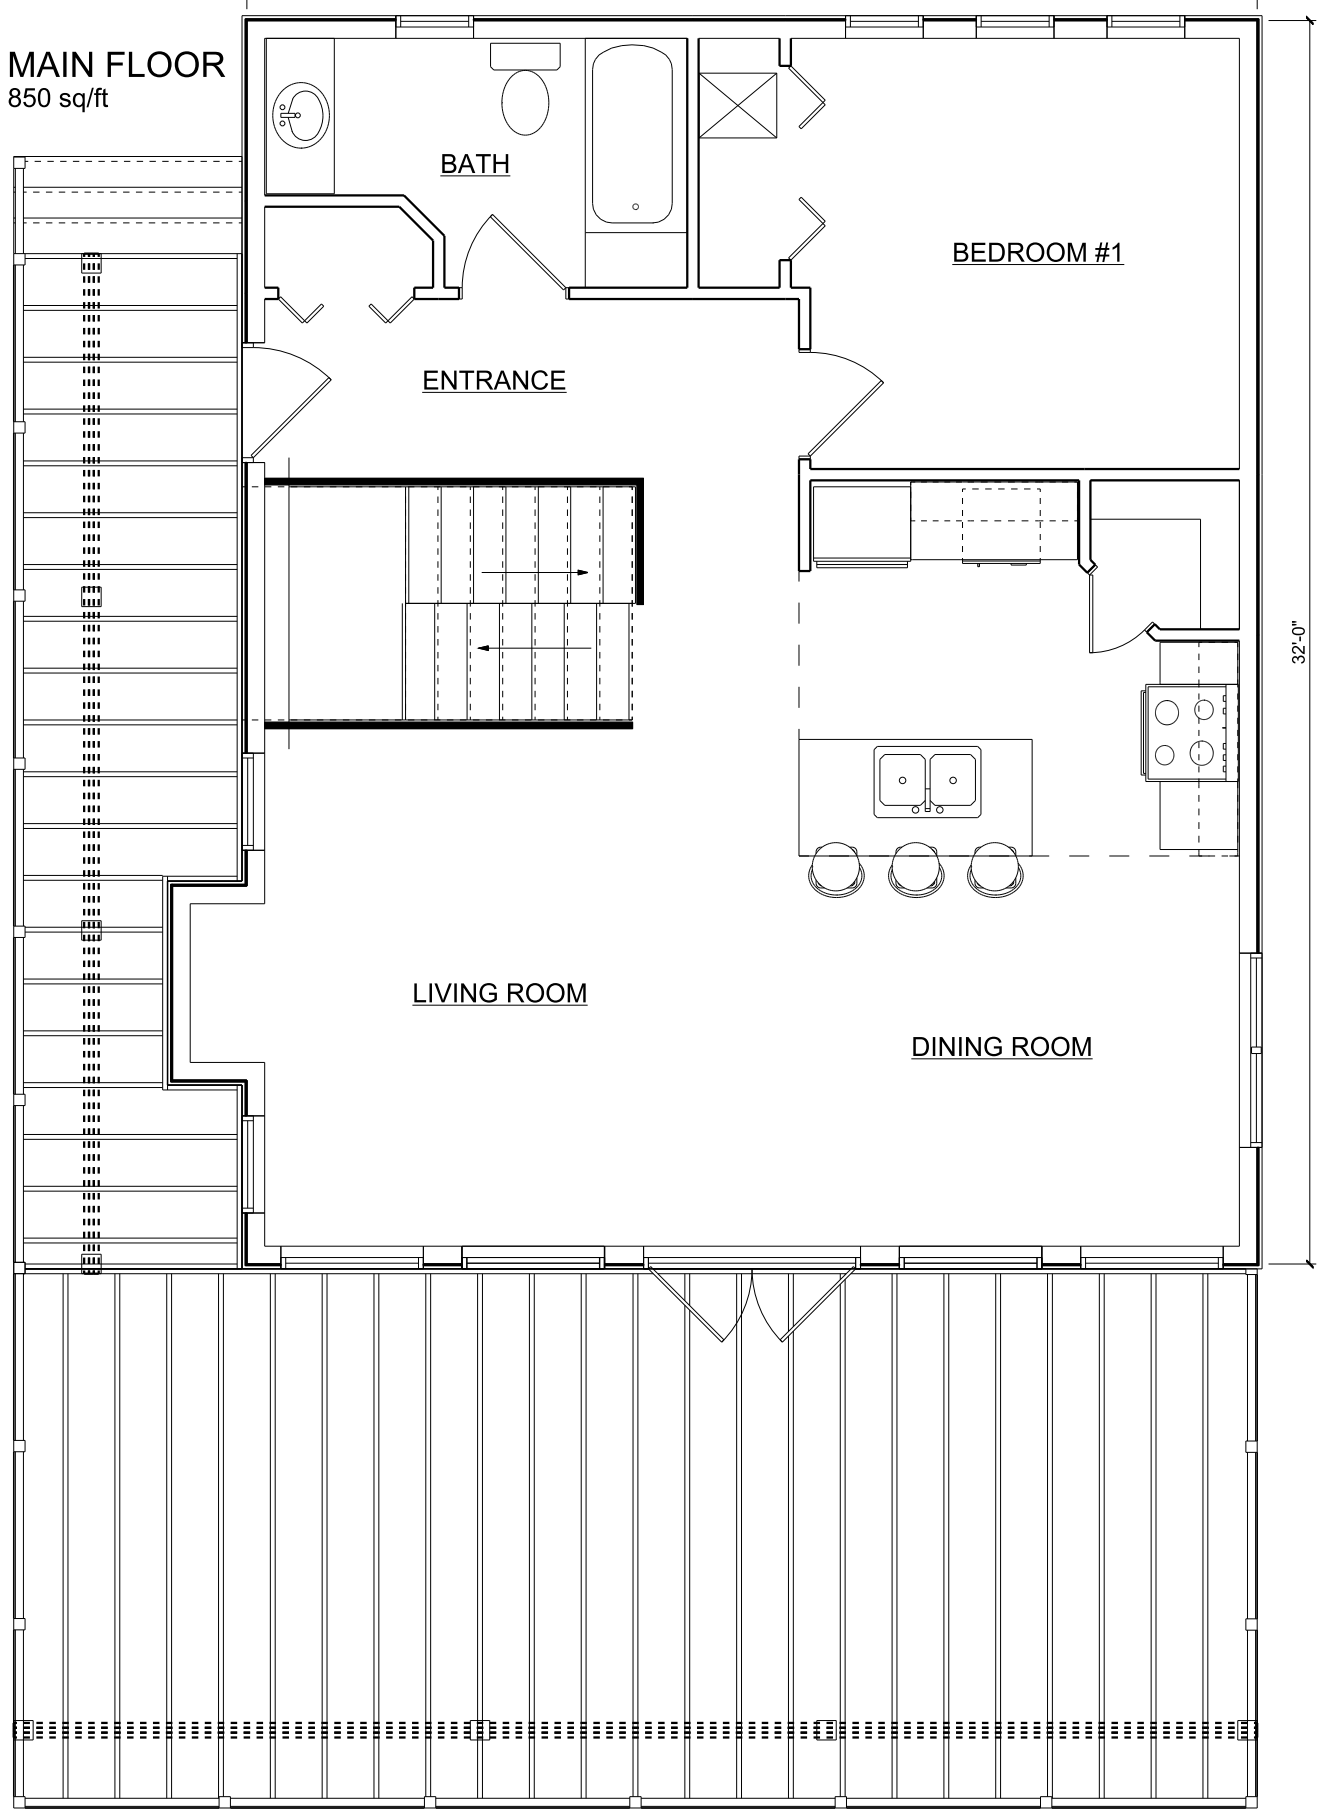 MAIN FLOOR
850 sq/ft
BATH
BEDROOM #1
ENTRANCE
32'-0"
LIVING ROOM
DINING ROOM